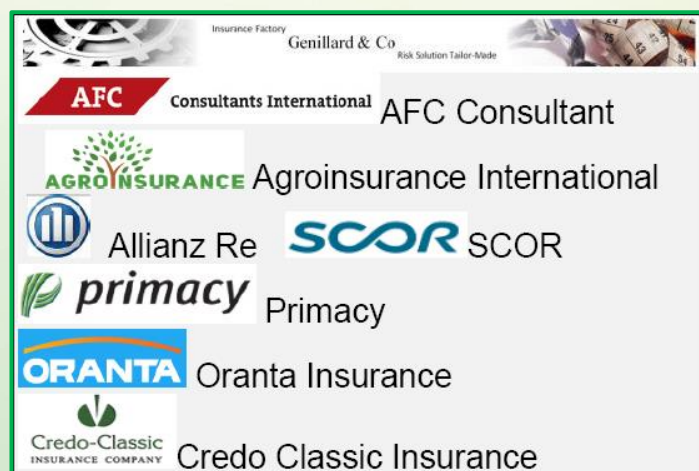 Insurance Factory
Genillard & Co
Risk Solution Tailor-Made
AFC Consultants International AFC Consultant
AGROINSURANCE Agroinsurance International
Allianz Re SCOR SCOR
primacy Primacy
ORANTA Oranta Insurance
Credo-Classic
INSURANCE COMPANY Credo Classic Insurance